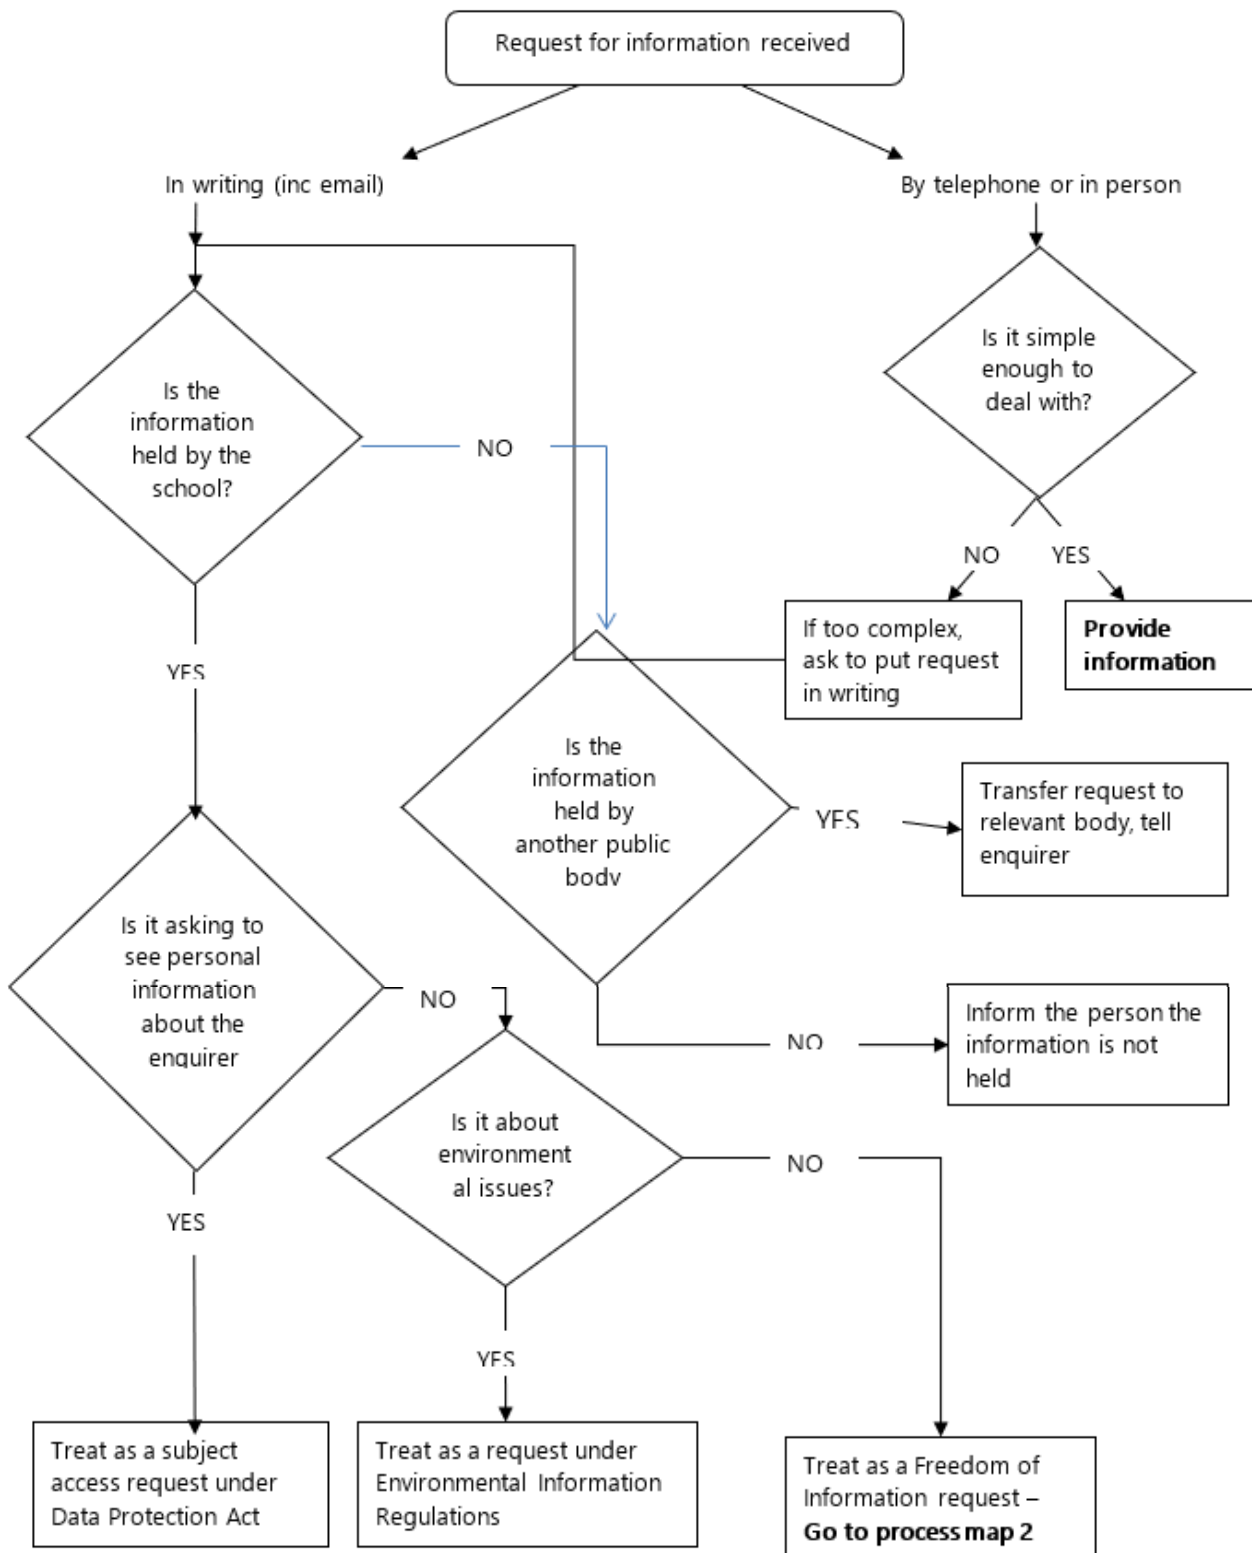 Request for information received
In writing (inc email)
By telephone or in person
Is it simple
enough to
deal with?
Is the
information
held by the
school?
NO
NO
YES
If too complex,
ask to put request
in writing
Provide
information
YES
Is the
information
held by
another public
body
YES
Transfer request to
relevant body, tell
enquirer
Is it asking to
see personal
information
about the
enquirer
NO
Inform the person the
information is not
held
NO
Is it about
environment
al issues?
NO
YES
YES
Treat as a subject
access request under
Data Protection Act
Treat as a request under
Environmental Information
Regulations
Treat as a Freedom of
Information request –
Go to process map 2